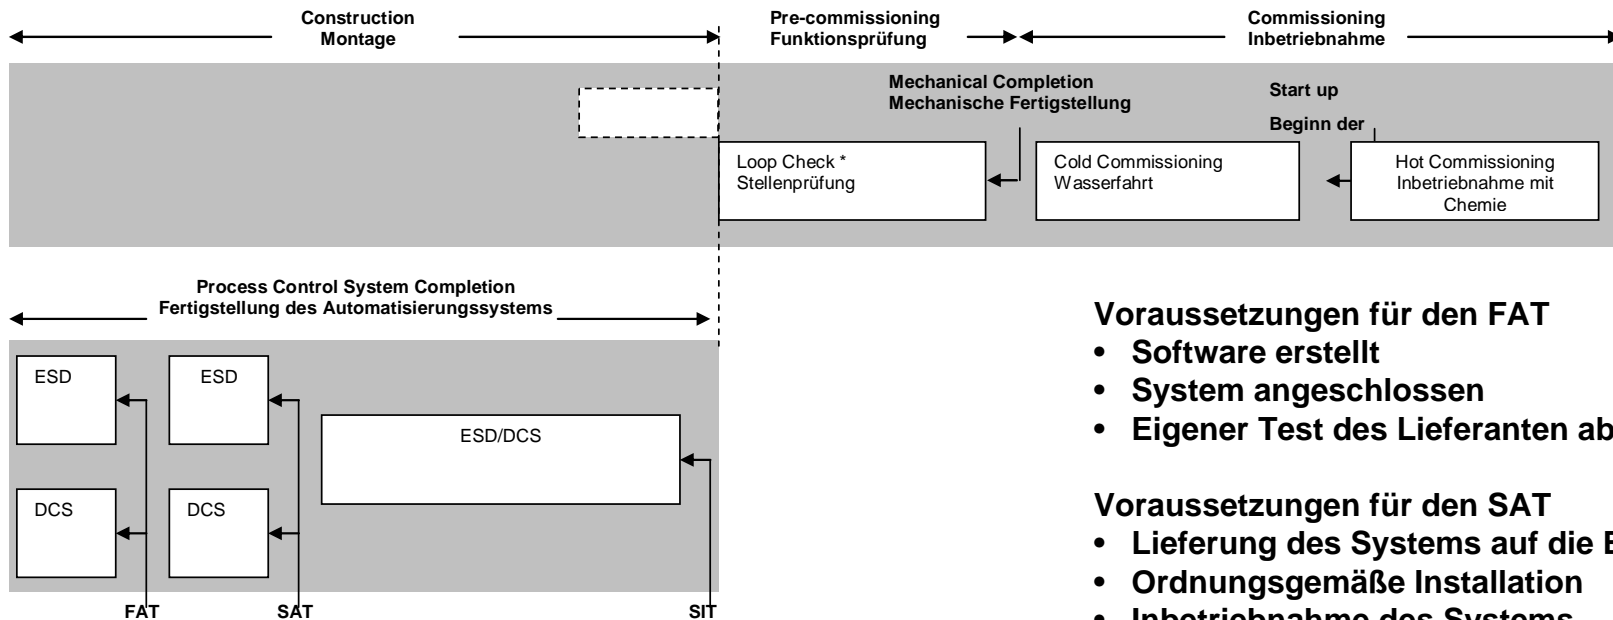 Construction
Montage
Pre-commissioning
Funktionsprüfung
Commissioning
Inbetriebnahme
Mechanical Completion
Mechanische Fertigstellung
Start up
Beginn der
Loop Check *
Stellenprüfung
Cold Commissioning
Wasserfahrt
Hot Commissioning
Inbetriebnahme mit
Chemie
Process Control System Completion
Fertigstellung des Automatisierungssystems
ESD
ESD
ESD/DCS
DCS
DCS
FAT
SAT
SIT
Voraussetzungen für den FAT
• Software erstellt
• System angeschlossen
• Eigener Test des Lieferanten ab
Voraussetzungen für den SAT
• Lieferung des Systems auf die
• Ordnungsgemäße Installation
• Inbetriebnahme des Systems